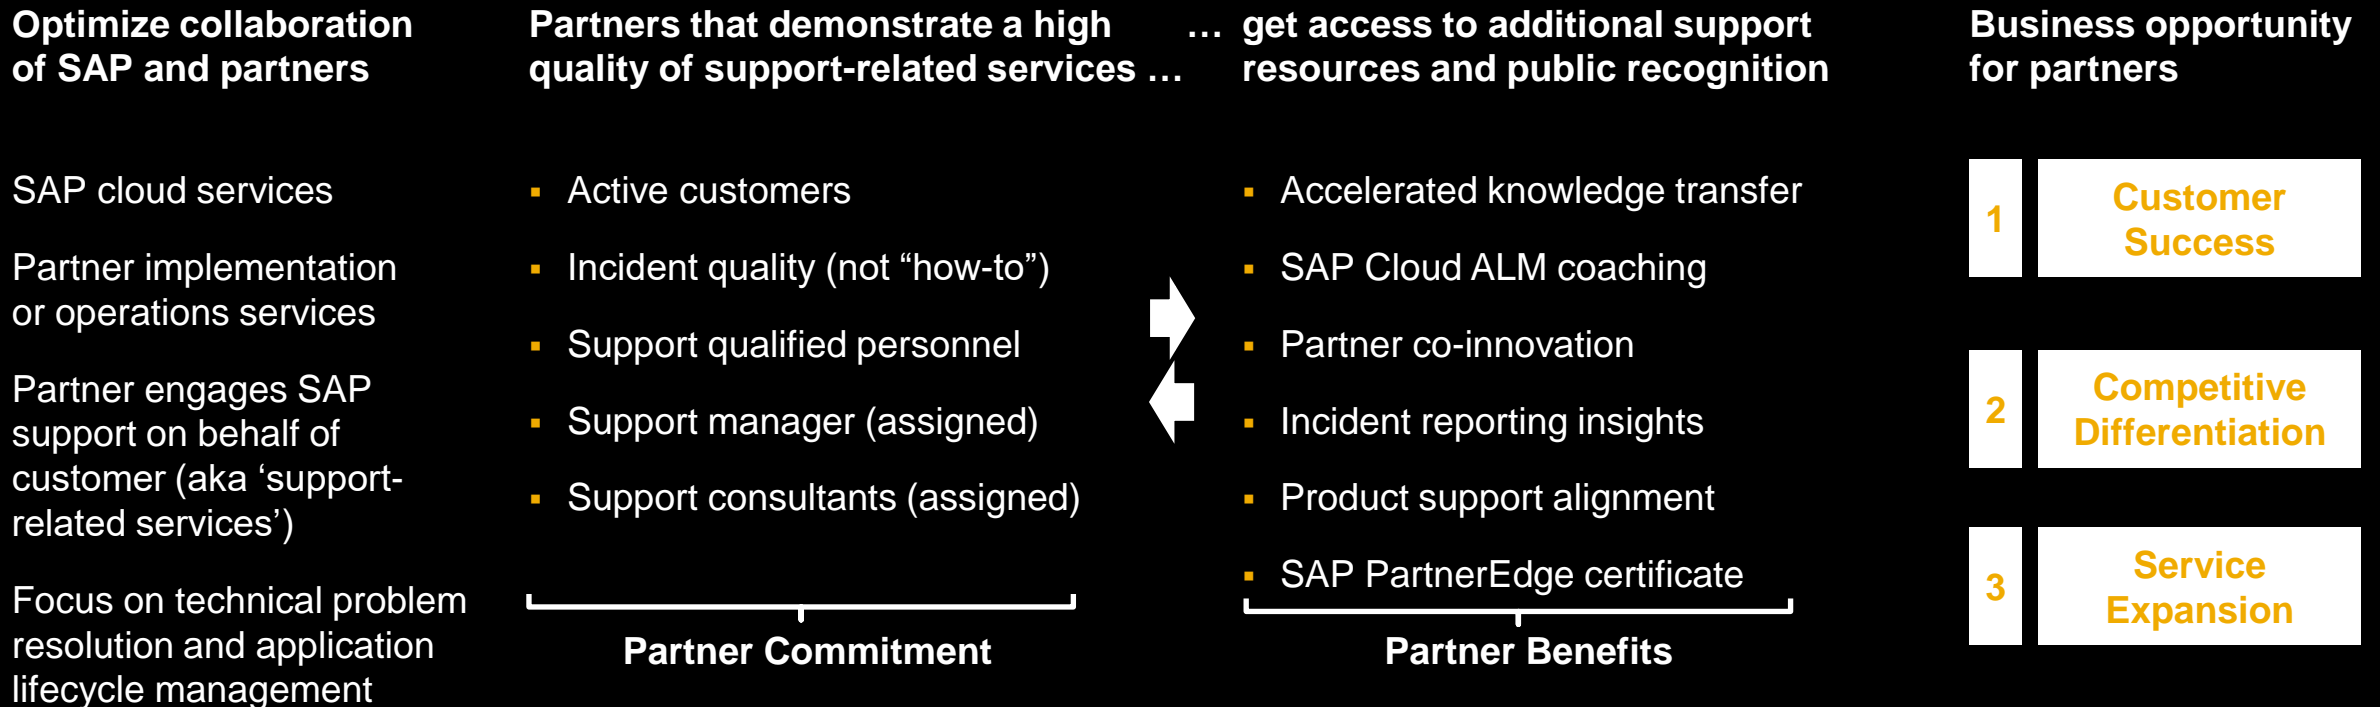 Optimize collaboration
of SAP and partners
SAP cloud services
Partner implementation
or operations services
Partner engages SAP
support on behalf of
customer (aka ‘support-
related services’)
Focus on technical problem
resolution and application
lifecycle management
Partners that demonstrate a high
quality of support-related services …
▪ Active customers
▪ Incident quality (not “how-to”)
▪ Support qualified personnel
▪ Support manager (assigned)
▪ Support consultants (assigned)
Partner Commitment
… get access to additional support
resources and public recognition
▪ Accelerated knowledge transfer
▪ SAP Cloud ALM coaching
▪ Partner co-innovation
▪ Incident reporting insights
▪ Product support alignment
▪ SAP PartnerEdge certificate
Partner Benefits
Business opportunity
for partners
1
Customer
Success
2
Competitive
Differentiation
3
Service
Expansion